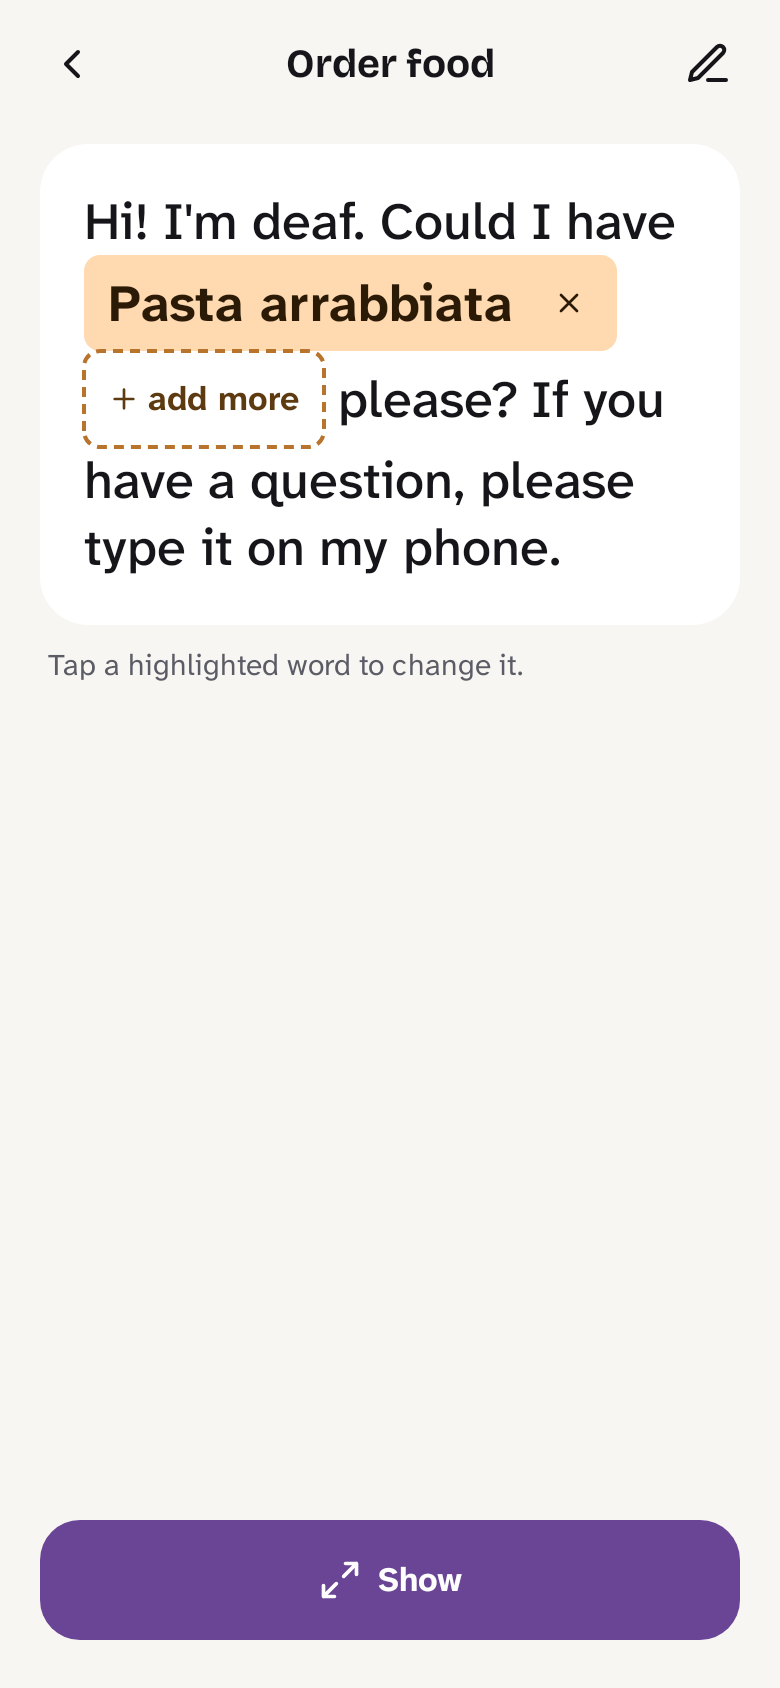 Order food
Hi! I'm deaf. Could I have
Pasta arrabbiata ×
+ add more please? If you
have a question, please
type it on my phone.
Tap a highlighted word to change it.
Show